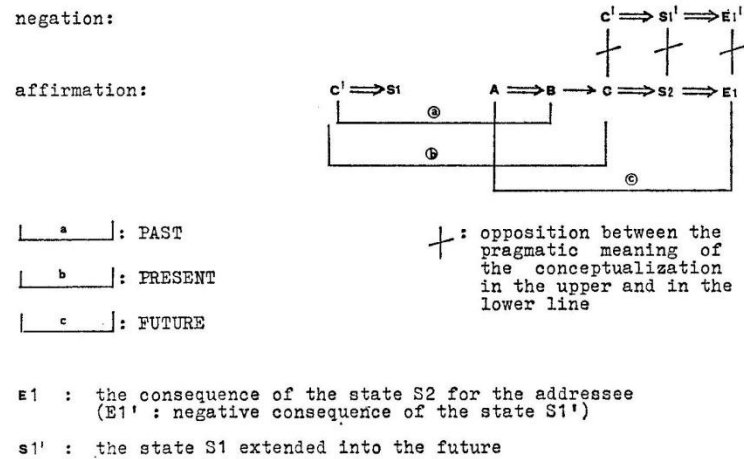 negation: C' ⟹ S1' ⟹ E1'
affirmation: C' ⟹ S1 A ⟹ B → C ⟹ S2 ⟹ E1
a
b
c
a : PAST
b : PRESENT
c : FUTURE
: opposition between the
pragmatic meaning of
the conceptualization
in the upper and in the
lower line
E1 : the consequence of the state S2 for the addressee
(E1' : negative consequence of the state S1')
S1' : the state S1 extended into the future